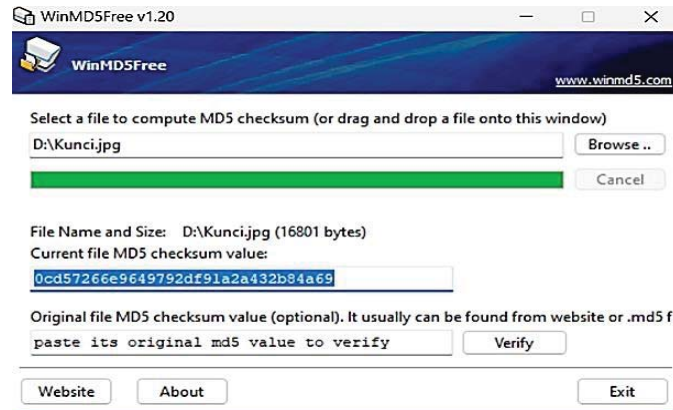 WinMD5Free v1.20
WinMD5Free
www.winmd5.com
Select a file to compute MD5 checksum (or drag and drop a file onto this window)
D:\Kunci.jpg
Browse ..
Cancel
File Name and Size: D:\Kunci.jpg (16801 bytes)
Current file MD5 checksum value:
0cd57266e9649792df91a2a432b84a69
Original file MD5 checksum value (optional). It usually can be found from website or .md5 f
paste its original md5 value to verify
Verify
Website About Exit